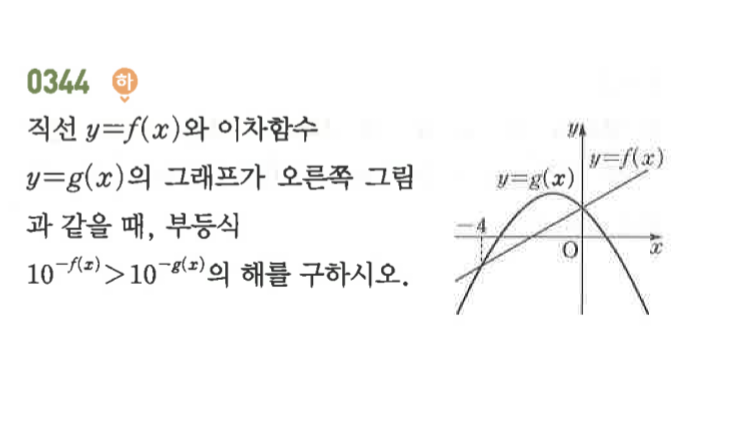 0344 하
직선 y=f(x)와 이차함수
y=g(x)의 그래프가 오른쪽 그림
과 같을 때, 부등식
10^{-f(x)}>10^{-g(x)}의 해를 구하시오.
y
y=f(x)
y=g(x)
-4
O
x